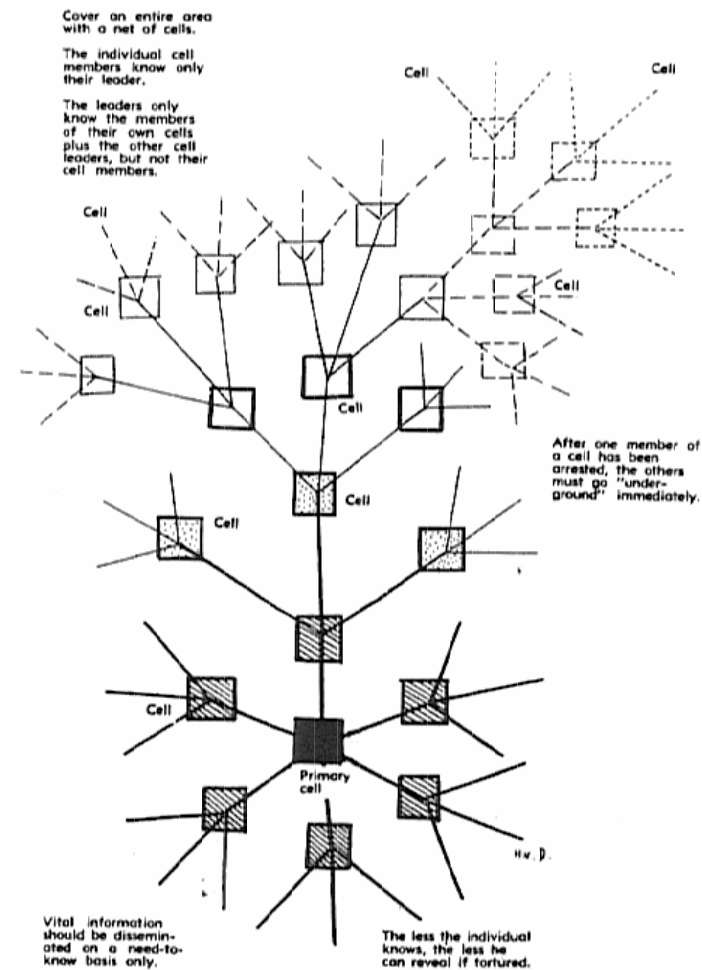 Cover an entire area
with a net of cells.
The individual cell
members know only
their leader.
The leaders only
know the members
of their own cells
plus the other cell
leaders, but not their
cell members.
Cell
Cell
Cell
Cell
Cell
Cell
After one member of
a cell has been
arrested, the others
must go "under-
ground" immediately.
Cell
Cell
Cell
Primary
cell
H.v.D.
Vital information
should be dissemin-
ated on a need-to-
know basis only.
The less the individual
knows, the less he
can reveal if tortured.